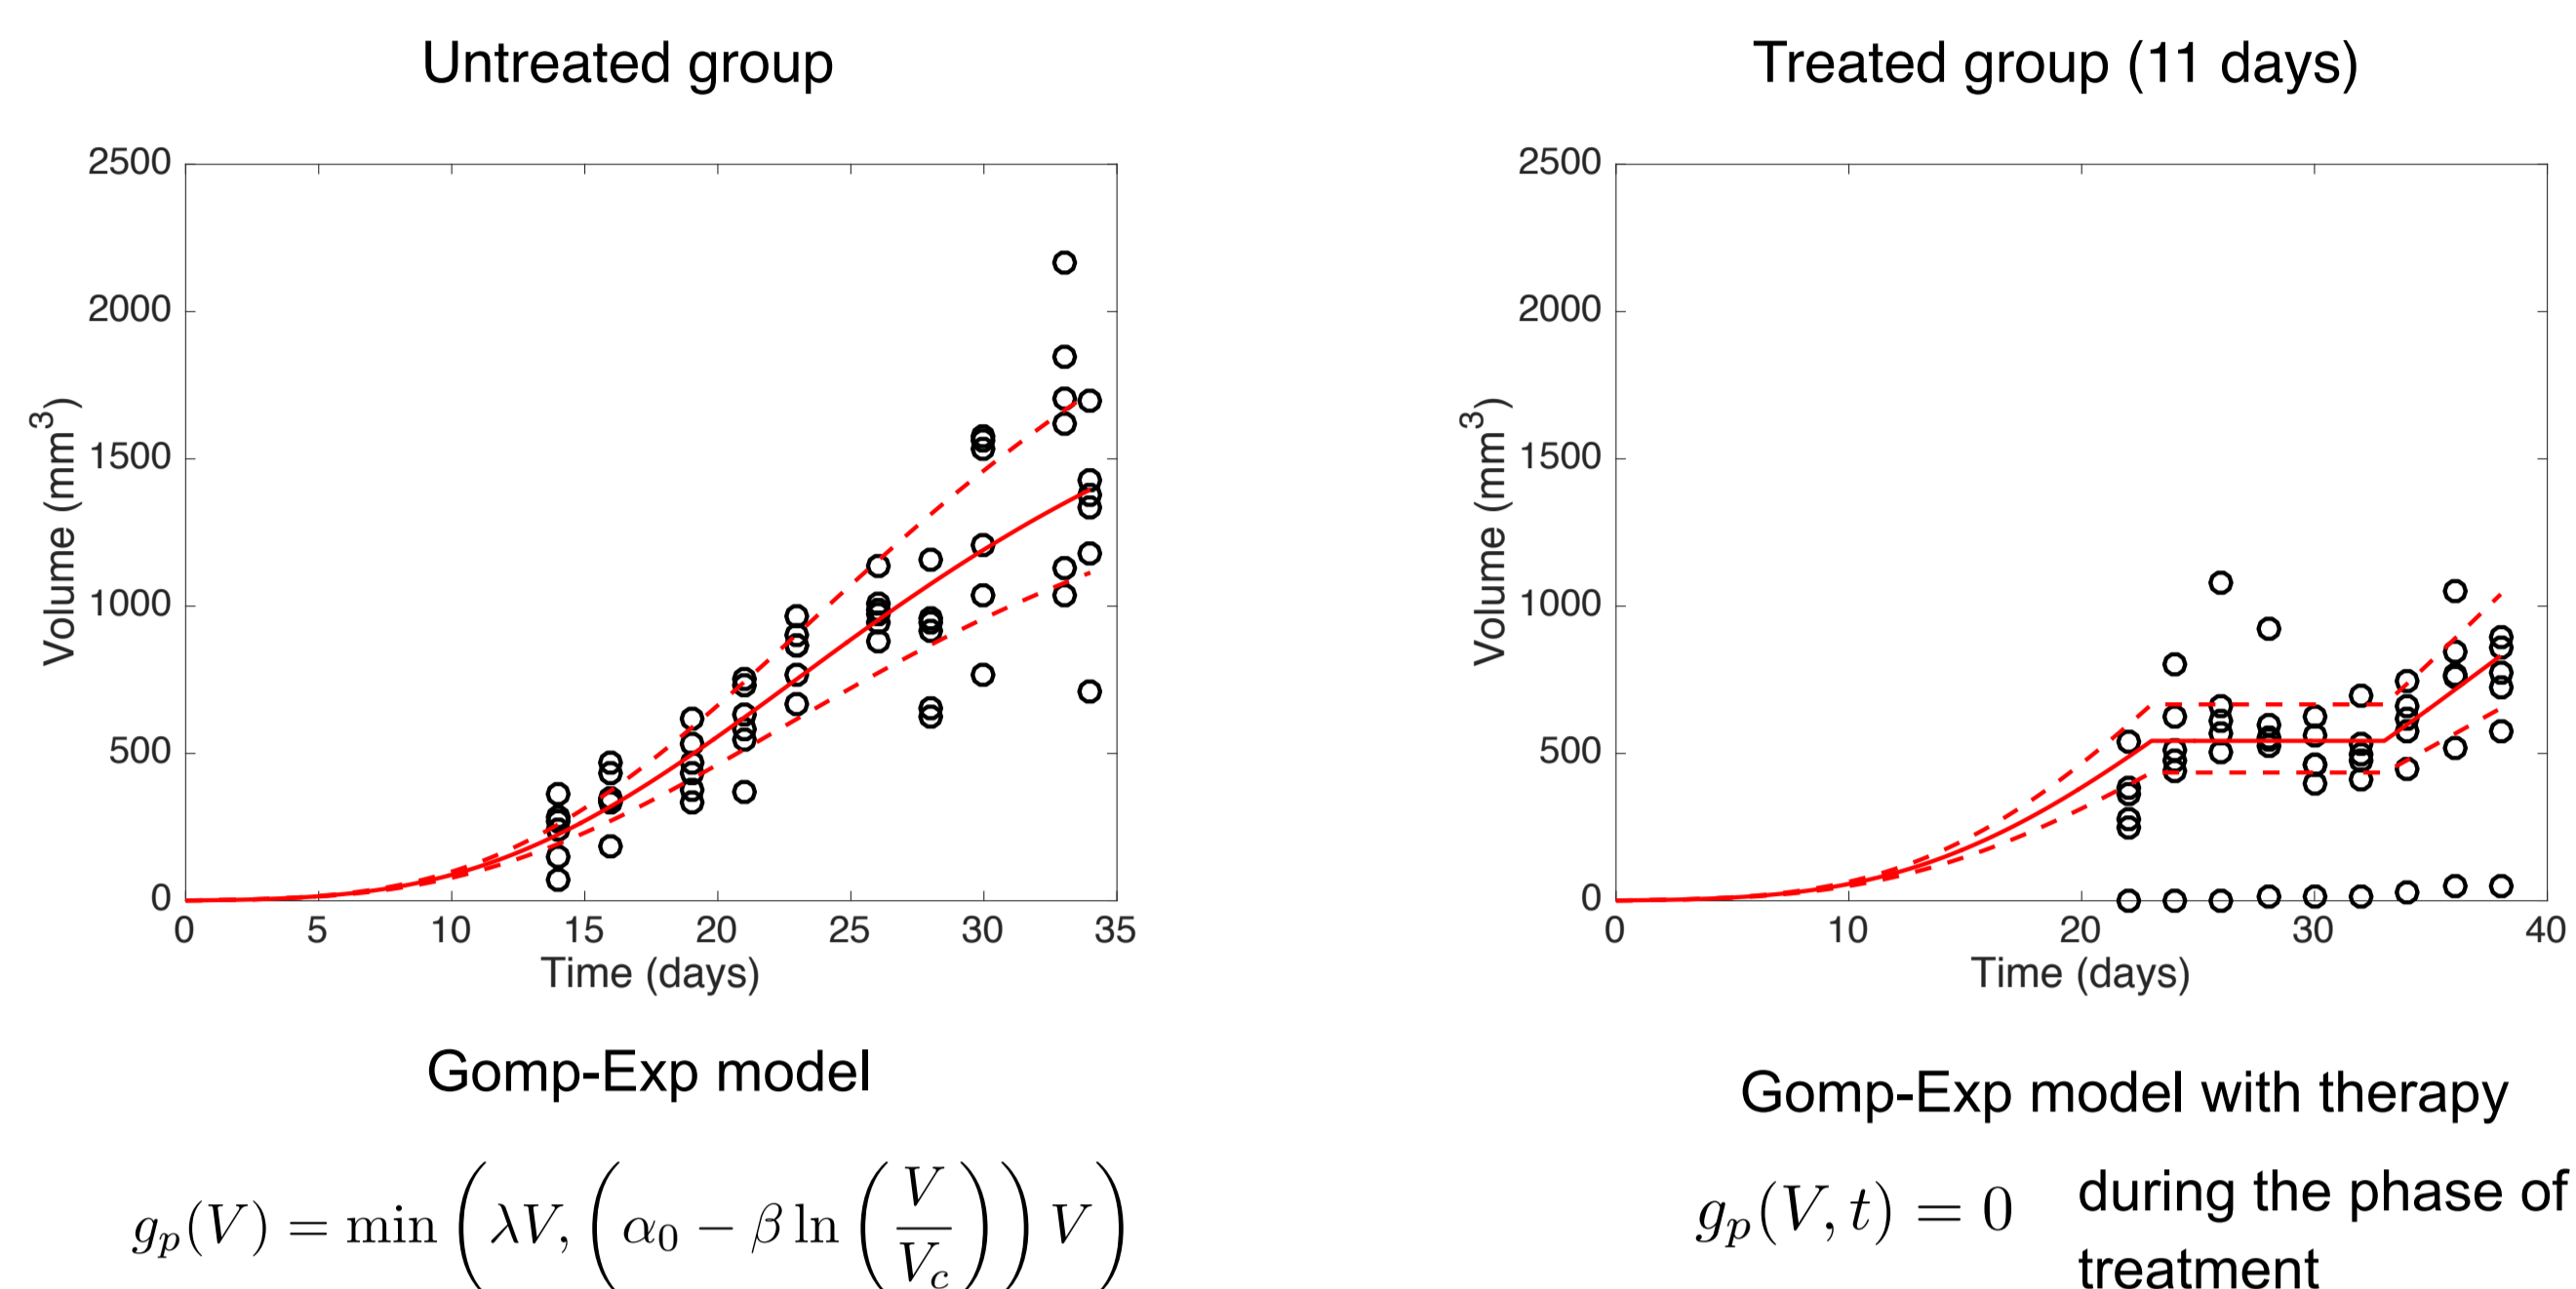 Untreated group
2500
2000
1500
1000
500
0
Volume (mm³)
0 5 10 15 20 25 30 35
Time (days)
Gomp-Exp model
g_p(V) = min(λV, (α₀ − β ln(V/V_c)) V)
Treated group (11 days)
2500
2000
1500
1000
500
0
Volume (mm³)
0 10 20 30 40
Time (days)
Gomp-Exp model with therapy
g_p(V, t) = 0
during the phase of
treatment